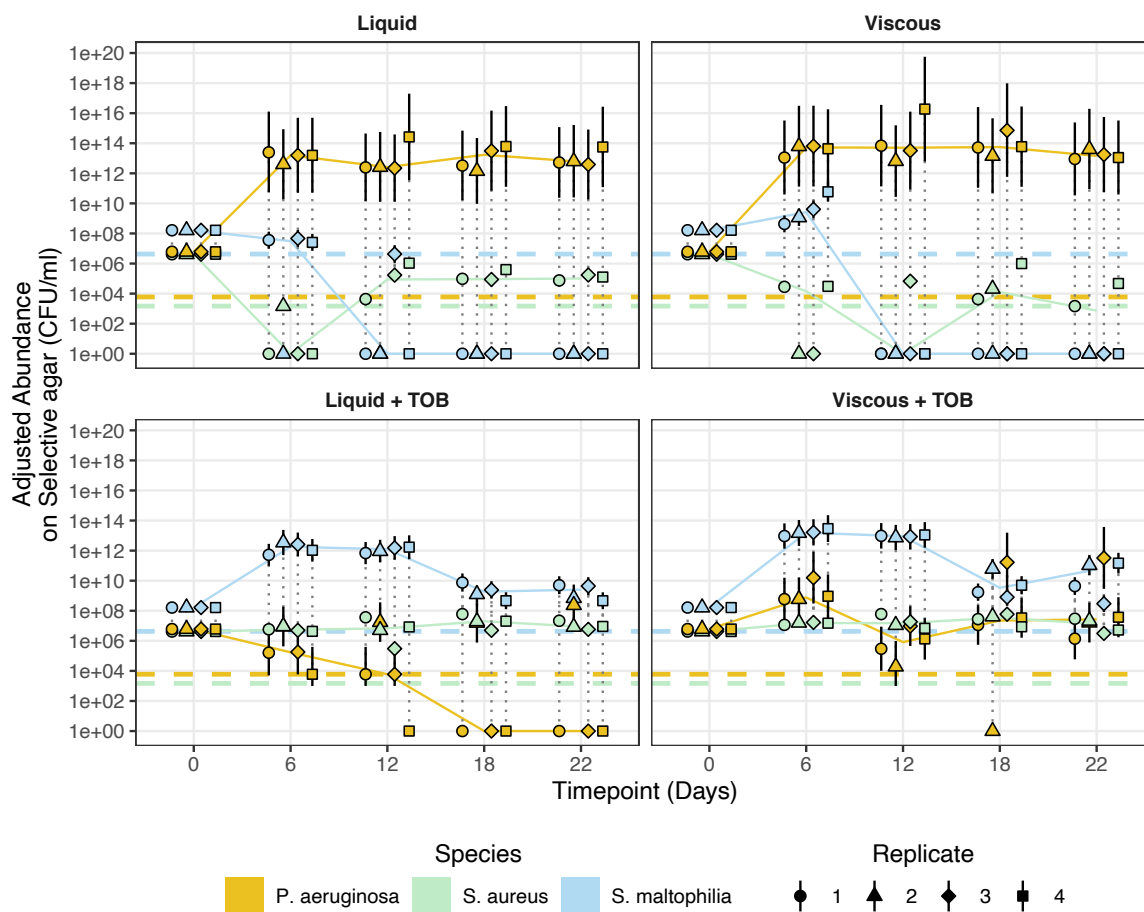 Liquid
Viscous
1e+20
1e+18
1e+16
1e+14
1e+12
1e+10
1e+08
1e+06
1e+04
1e+02
1e+00
Liquid + TOB
Viscous + TOB
1e+20
1e+18
1e+16
1e+14
1e+12
1e+10
1e+08
1e+06
1e+04
1e+02
1e+00
Adjusted Abundance
on Selective agar (CFU/ml)
0 6 12 18 22
0 6 12 18 22
Timepoint (Days)
Species
P. aeruginosa S. aureus S. maltophilia
Replicate
1 2 3 4